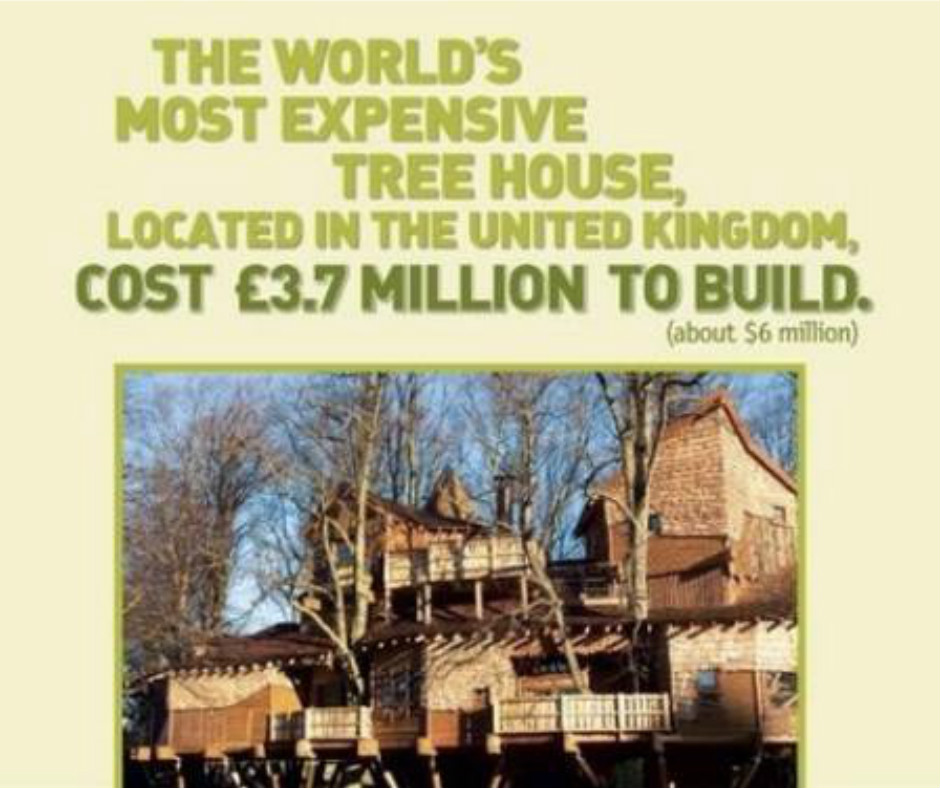 THE WORLD'S
MOST EXPENSIVE
TREE HOUSE,
LOCATED IN THE UNITED KINGDOM,
COST £3.7 MILLION TO BUILD.
(about $6 million)